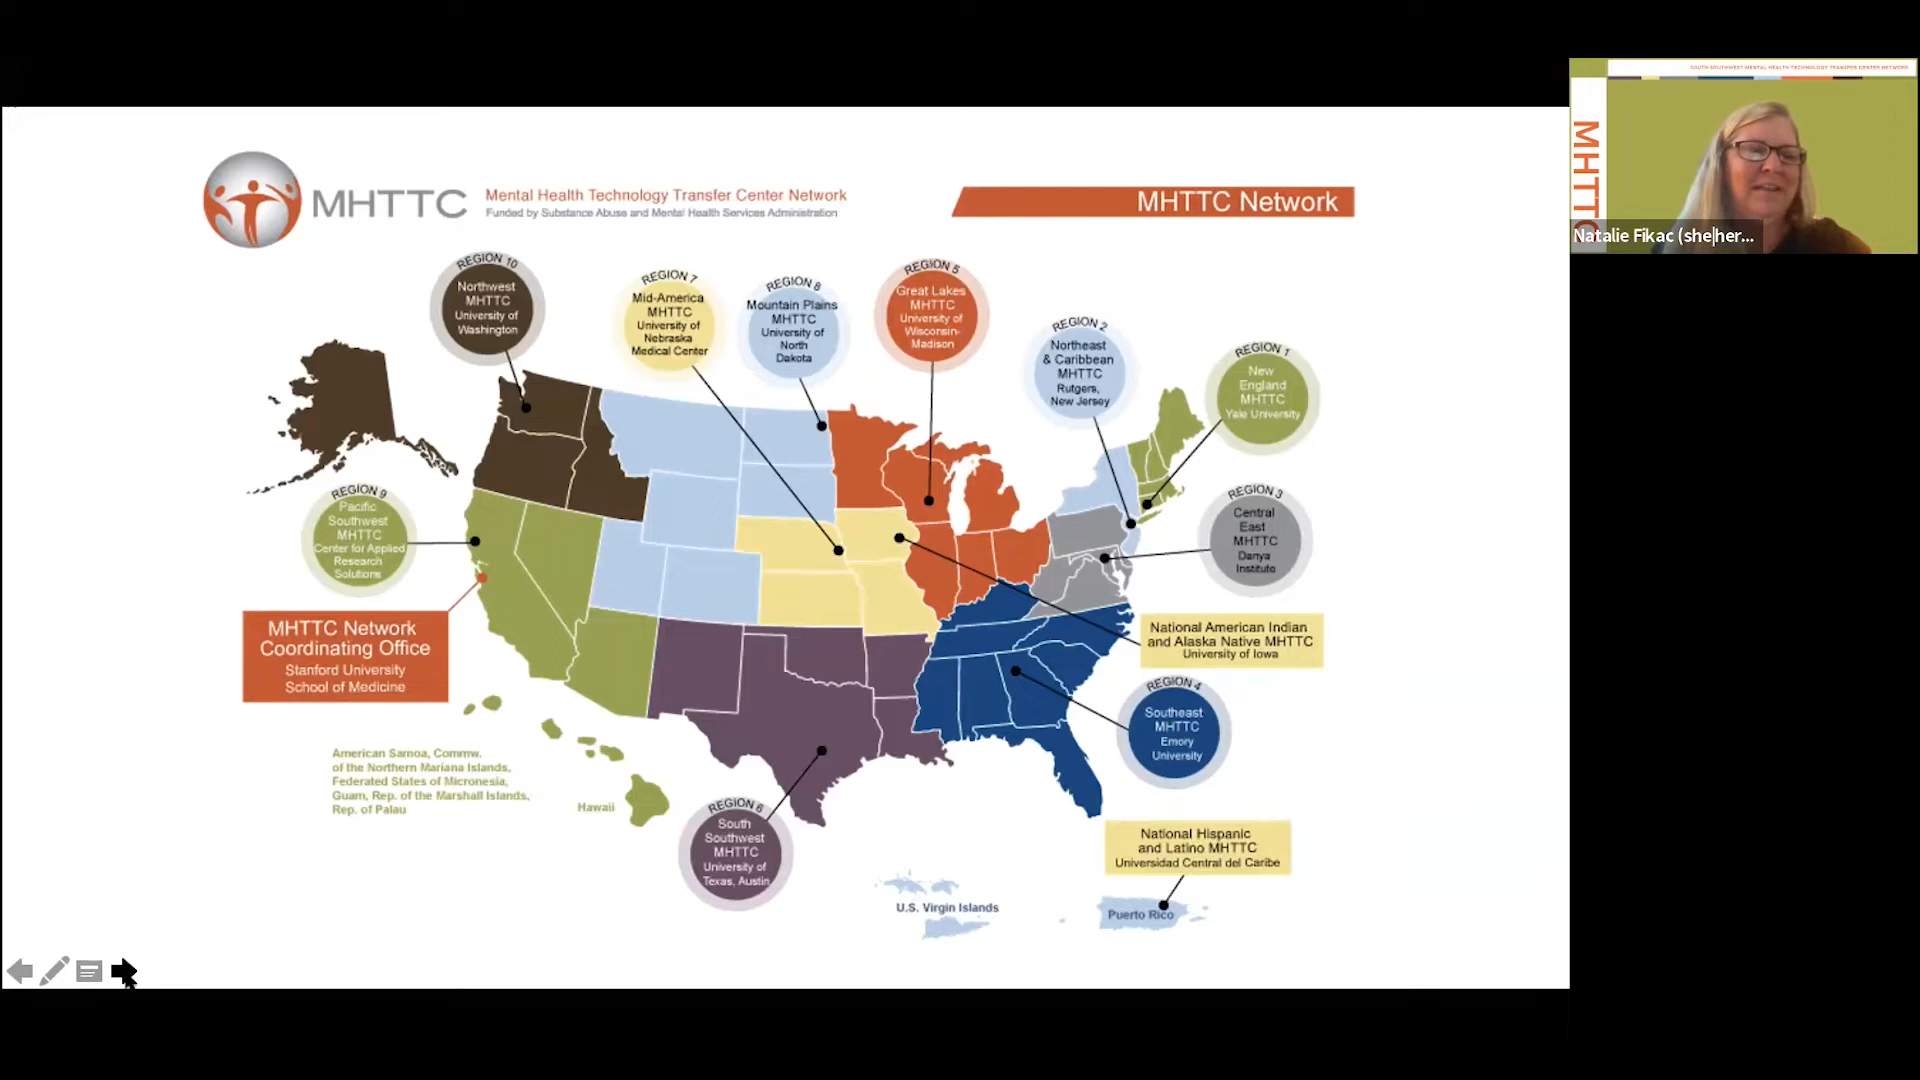 SOUTH SOUTHWEST MENTAL HEALTH TECHNOLOGY TRANSFER CENTER NETWORK
MHTTC
Natalie Fikac (she|her...
MHTTC
Mental Health Technology Transfer Center Network
Funded by Substance Abuse and Mental Health Services Administration
MHTTC Network
REGION 10
Northwest
MHTTC
University of
Washington
REGION 7
Mid-America
MHTTC
University of
Nebraska
Medical Center
REGION 8
Mountain Plains
MHTTC
University of
North
Dakota
REGION 5
Great Lakes
MHTTC
University of
Wisconsin-
Madison
REGION 2
Northeast
& Caribbean
MHTTC
Rutgers,
New Jersey
REGION 1
New
England
MHTTC
Yale University
REGION 9
Pacific
Southwest
MHTTC
Center for Applied
Research
Solutions
REGION 3
Central
East
MHTTC
Danya
Institute
MHTTC Network
Coordinating Office
Stanford University
School of Medicine
National American Indian
and Alaska Native MHTTC
University of Iowa
REGION 4
Southeast
MHTTC
Emory
University
American Samoa, Commw.
of the Northern Mariana Islands,
Federated States of Micronesia,
Guam, Rep. of the Marshall Islands,
Rep. of Palau
Hawaii
REGION 6
South
Southwest
MHTTC
University of
Texas, Austin
National Hispanic
and Latino MHTTC
Universidad Central del Caribe
U.S. Virgin Islands
Puerto Rico